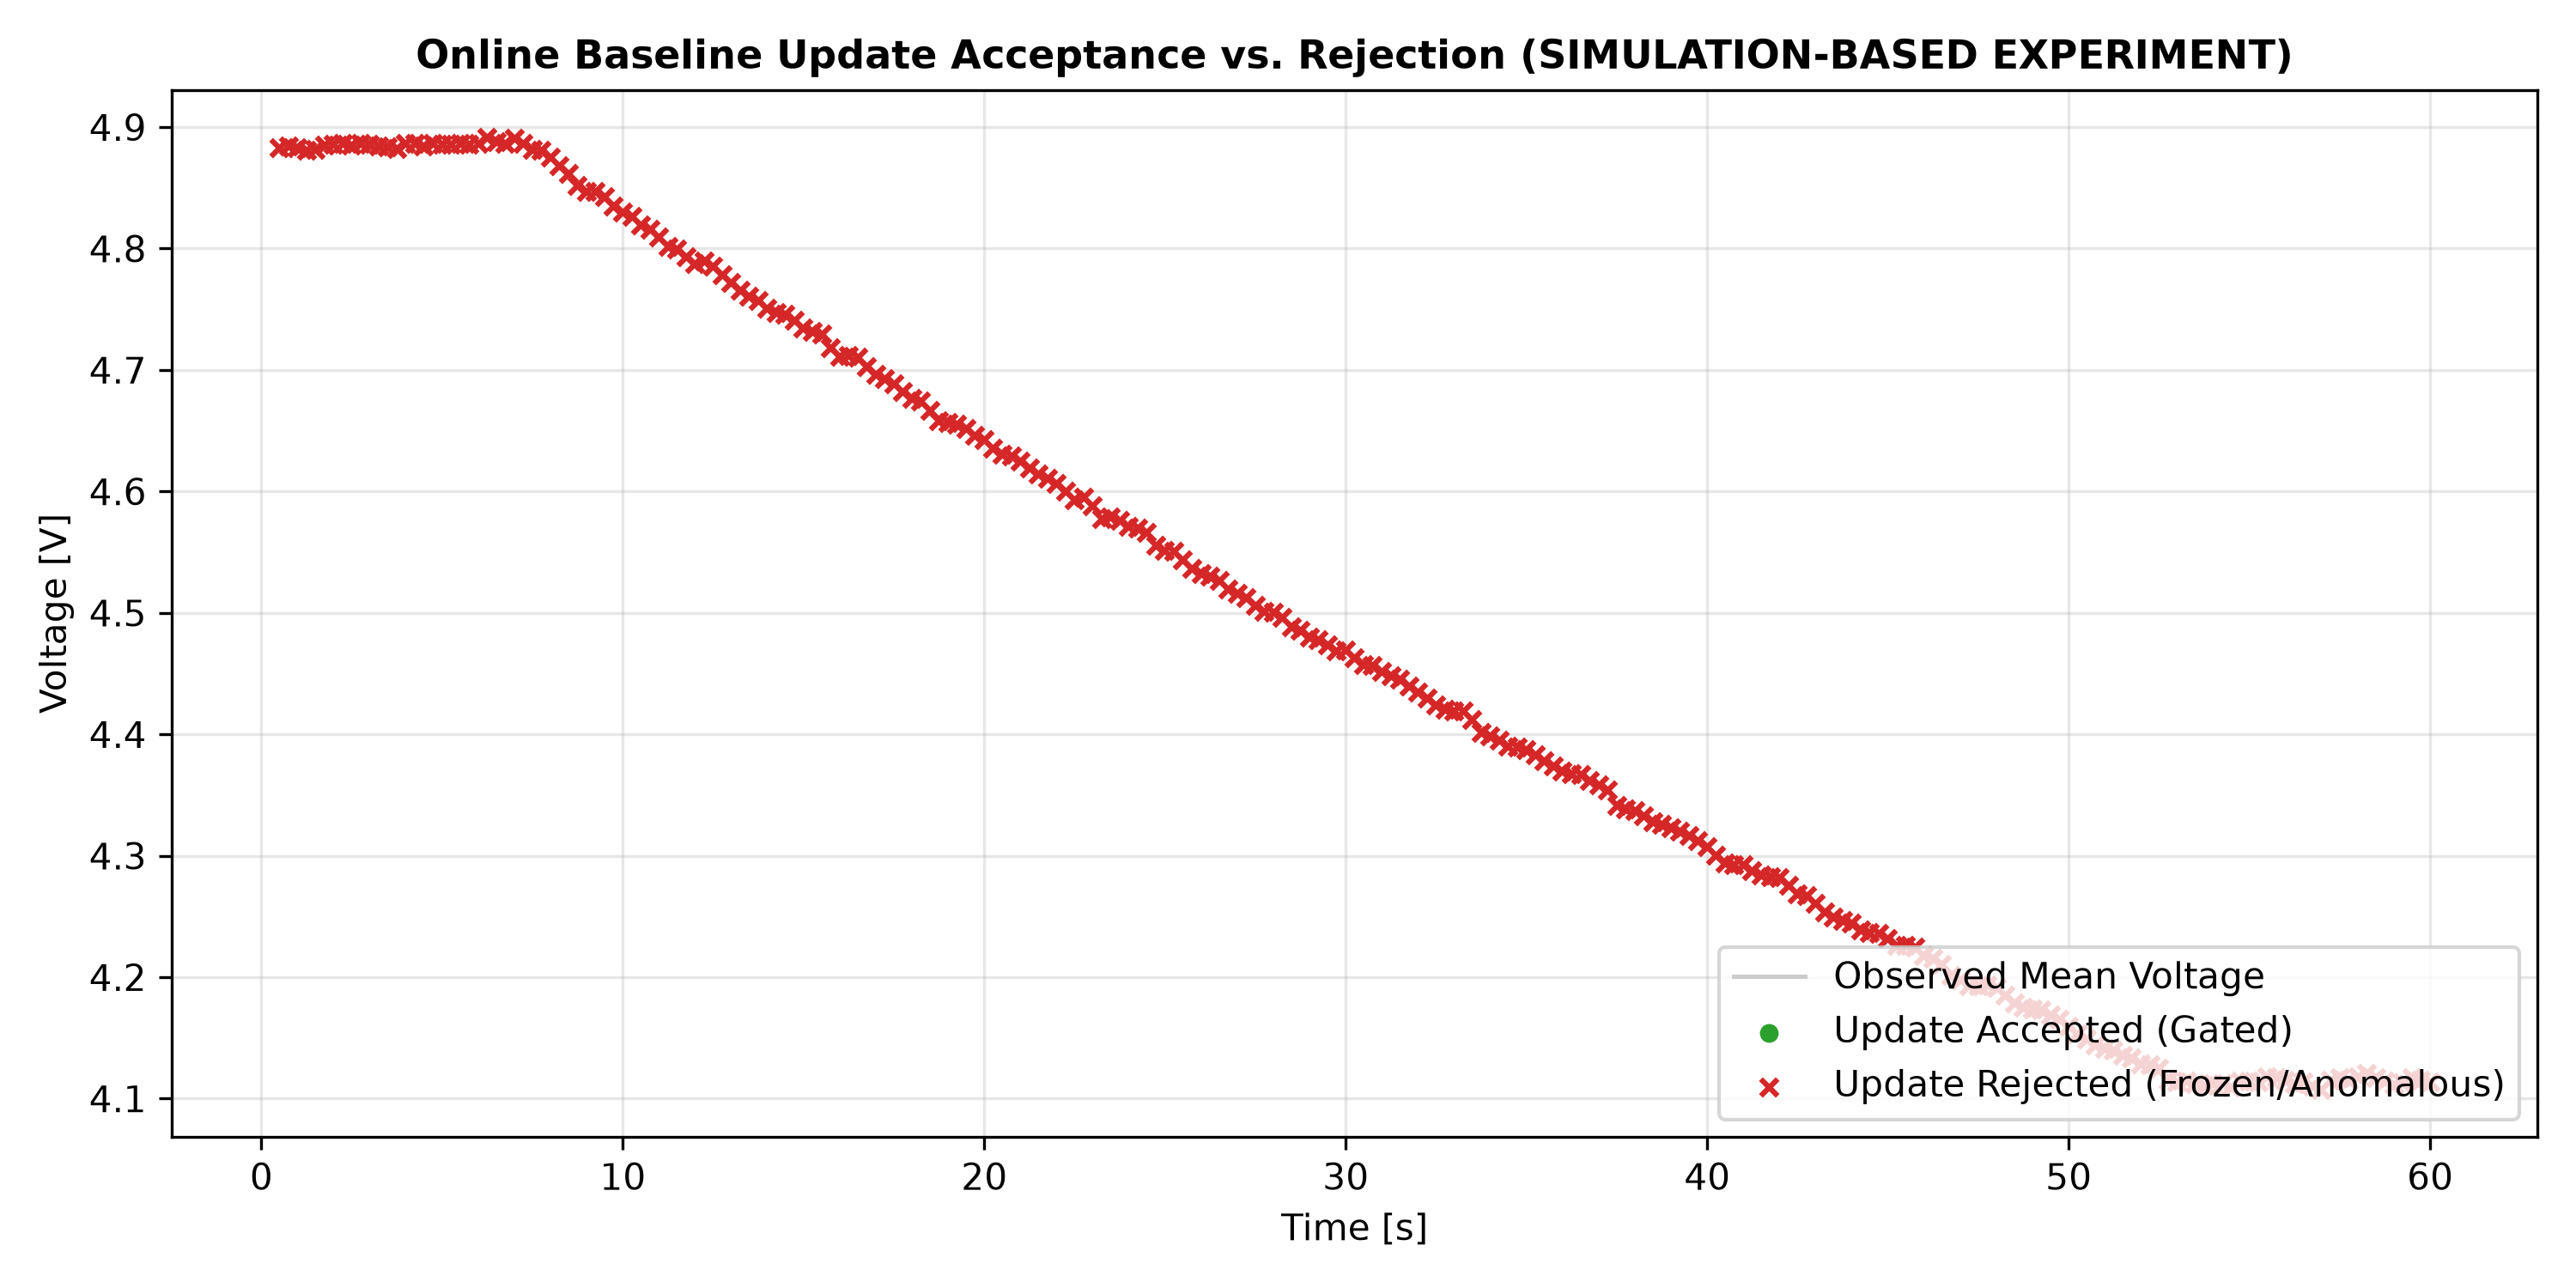 Online Baseline Update Acceptance vs. Rejection (SIMULATION-BASED EXPERIMENT)
Voltage [V]
4.9
4.8
4.7
4.6
4.5
4.4
4.3
4.2
4.1
Observed Mean Voltage
Update Accepted (Gated)
Update Rejected (Frozen/Anomalous)
0 10 20 30 40 50 60
Time [s]